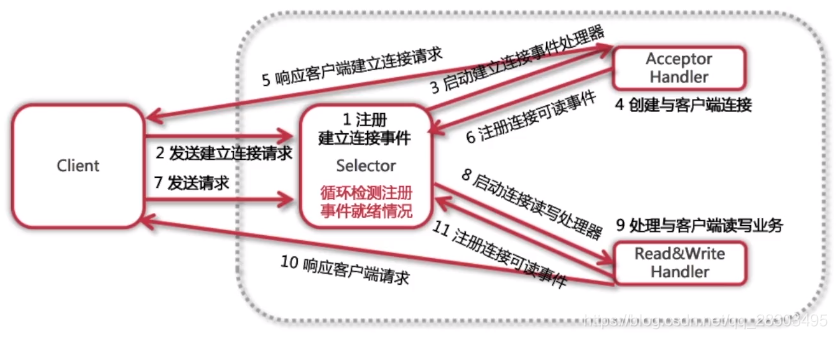 5 响应客户端建立连接请求
3 启动建立连接事件处理器
Acceptor
Handler
4 创建与客户端连接
6 注册连接可读事件
1 注册
建立连接事件
Client
Selector
2 发送建立连接请求
7 发送请求
循环检测注册
事件就绪情况
8 启动连接读写处理器
9 处理与客户端读写业务
11 注册连接可读事件
Read&Write
Handler
10 响应客户端请求